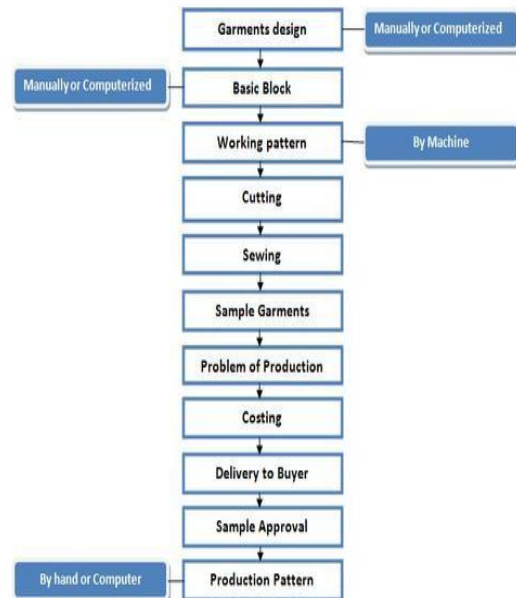 Garments design
Manually or Computerized
Manually or Computerized
Basic Block
Working pattern
By Machine
Cutting
Sewing
Sample Garments
Problem of Production
Costing
Delivery to Buyer
Sample Approval
By hand or Computer
Production Pattern